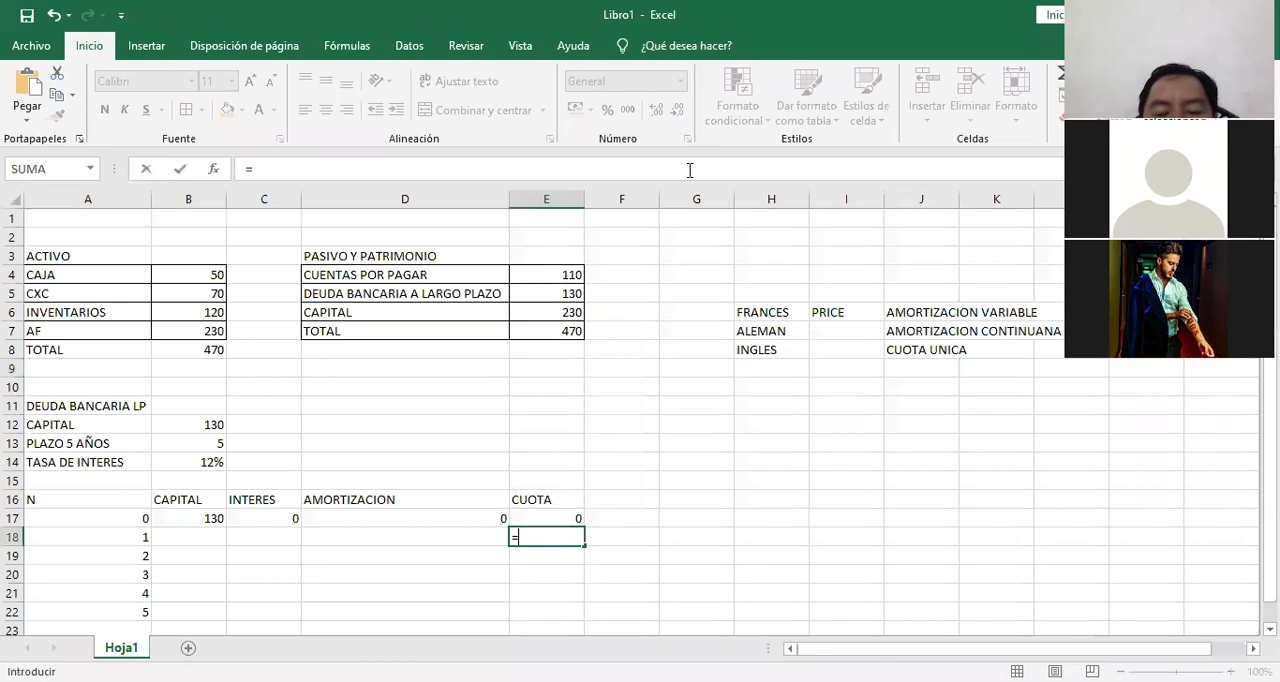 Libro1 - Excel
Inic
Archivo Inicio Insertar Disposición de página Fórmulas Datos Revisar Vista Ayuda ¿Qué desea hacer?
Pegar
Calibri 11
N K S
Ajustar texto
Combinar y centrar
General
% 000
Formato condicional
Dar formato como tabla
Estilos de celda
Insertar Eliminar Formato
Portapapeles Fuente Alineación Número Estilos Celdas
SUMA fx =
A B C D E F G H I J K
1
2
3 ACTIVO PASIVO Y PATRIMONIO
4 CAJA 50 CUENTAS POR PAGAR 110
5 CXC 70 DEUDA BANCARIA A LARGO PLAZO 130
6 INVENTARIOS 120 CAPITAL 230 FRANCES PRICE AMORTIZACION VARIABLE
7 AF 230 TOTAL 470 ALEMAN AMORTIZACION CONTINUANA
8 TOTAL 470 INGLES CUOTA UNICA
9
10
11 DEUDA BANCARIA LP
12 CAPITAL 130
13 PLAZO 5 AÑOS 5
14 TASA DE INTERES 12%
15
16 N CAPITAL INTERES AMORTIZACION CUOTA
17 0 130 0 0 0
18 1 =
19 2
20 3
21 4
22 5
23
Hoja1
Introducir 100%